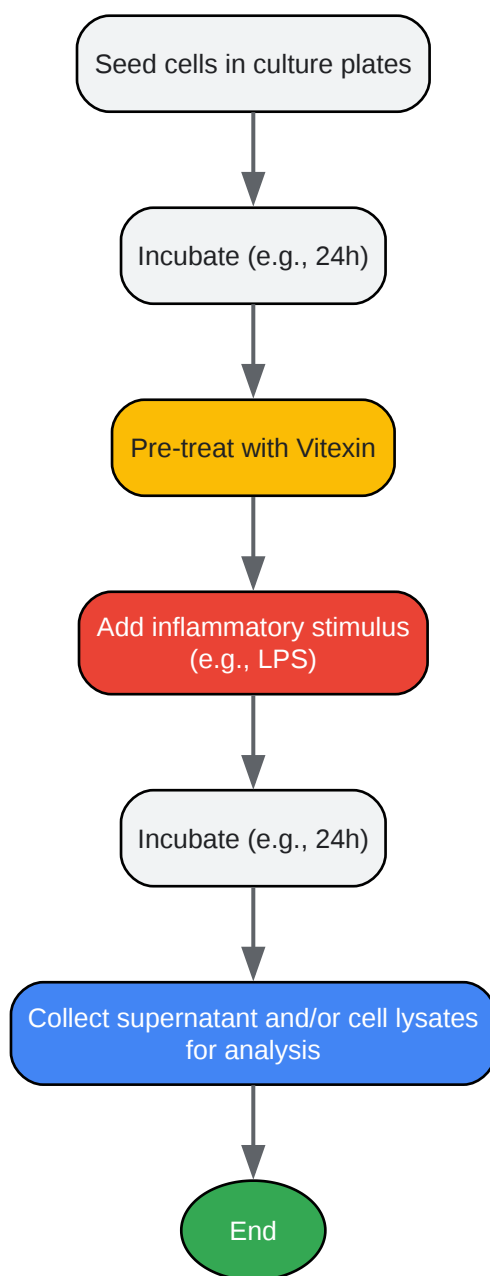 Seed cells in culture plates
Incubate (e.g., 24h)
Pre-treat with Vitexin
Add inflammatory stimulus
(e.g., LPS)
Incubate (e.g., 24h)
Collect supernatant and/or cell lysates
for analysis
End